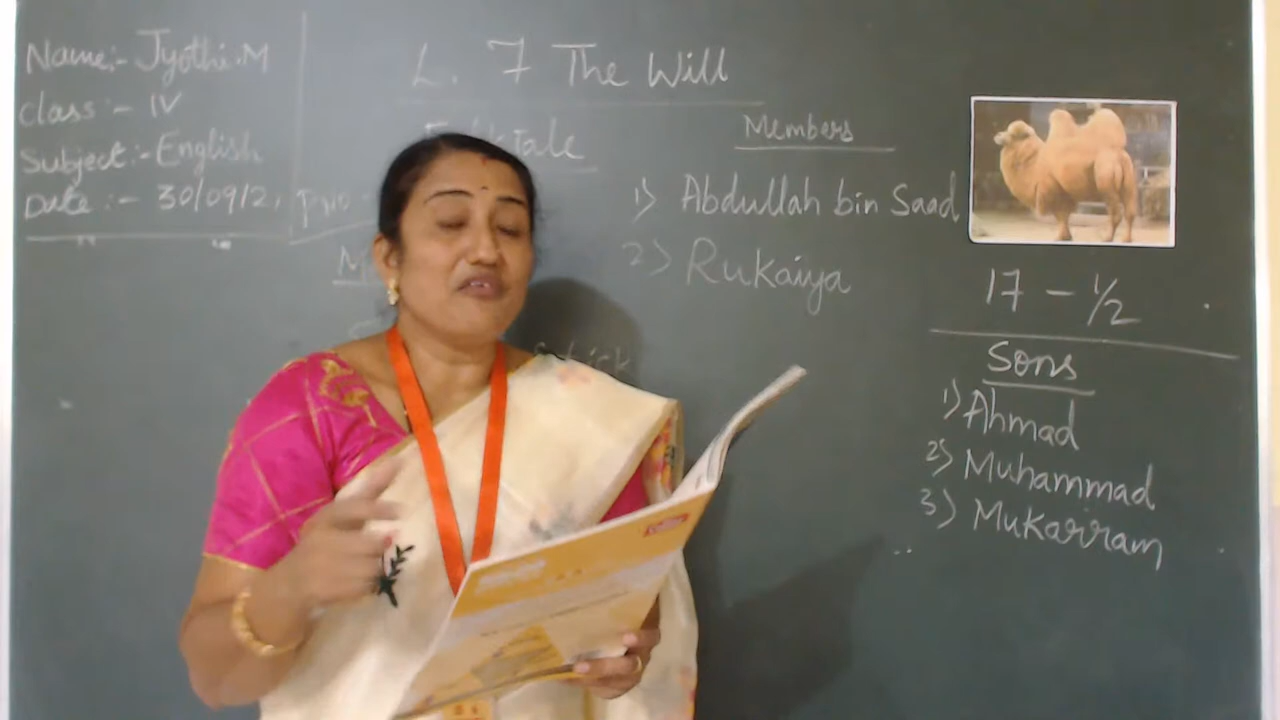 Name:- Jyothi.M
Class:- IV
Subject:- English
Date:- 30/09/2
L. 7 The Will
Tale
Members
1) Abdullah bin Saad
2) Rukaiya
17 - 1/2
Sons
1) Ahmad
2) Muhammad
3) Mukarram